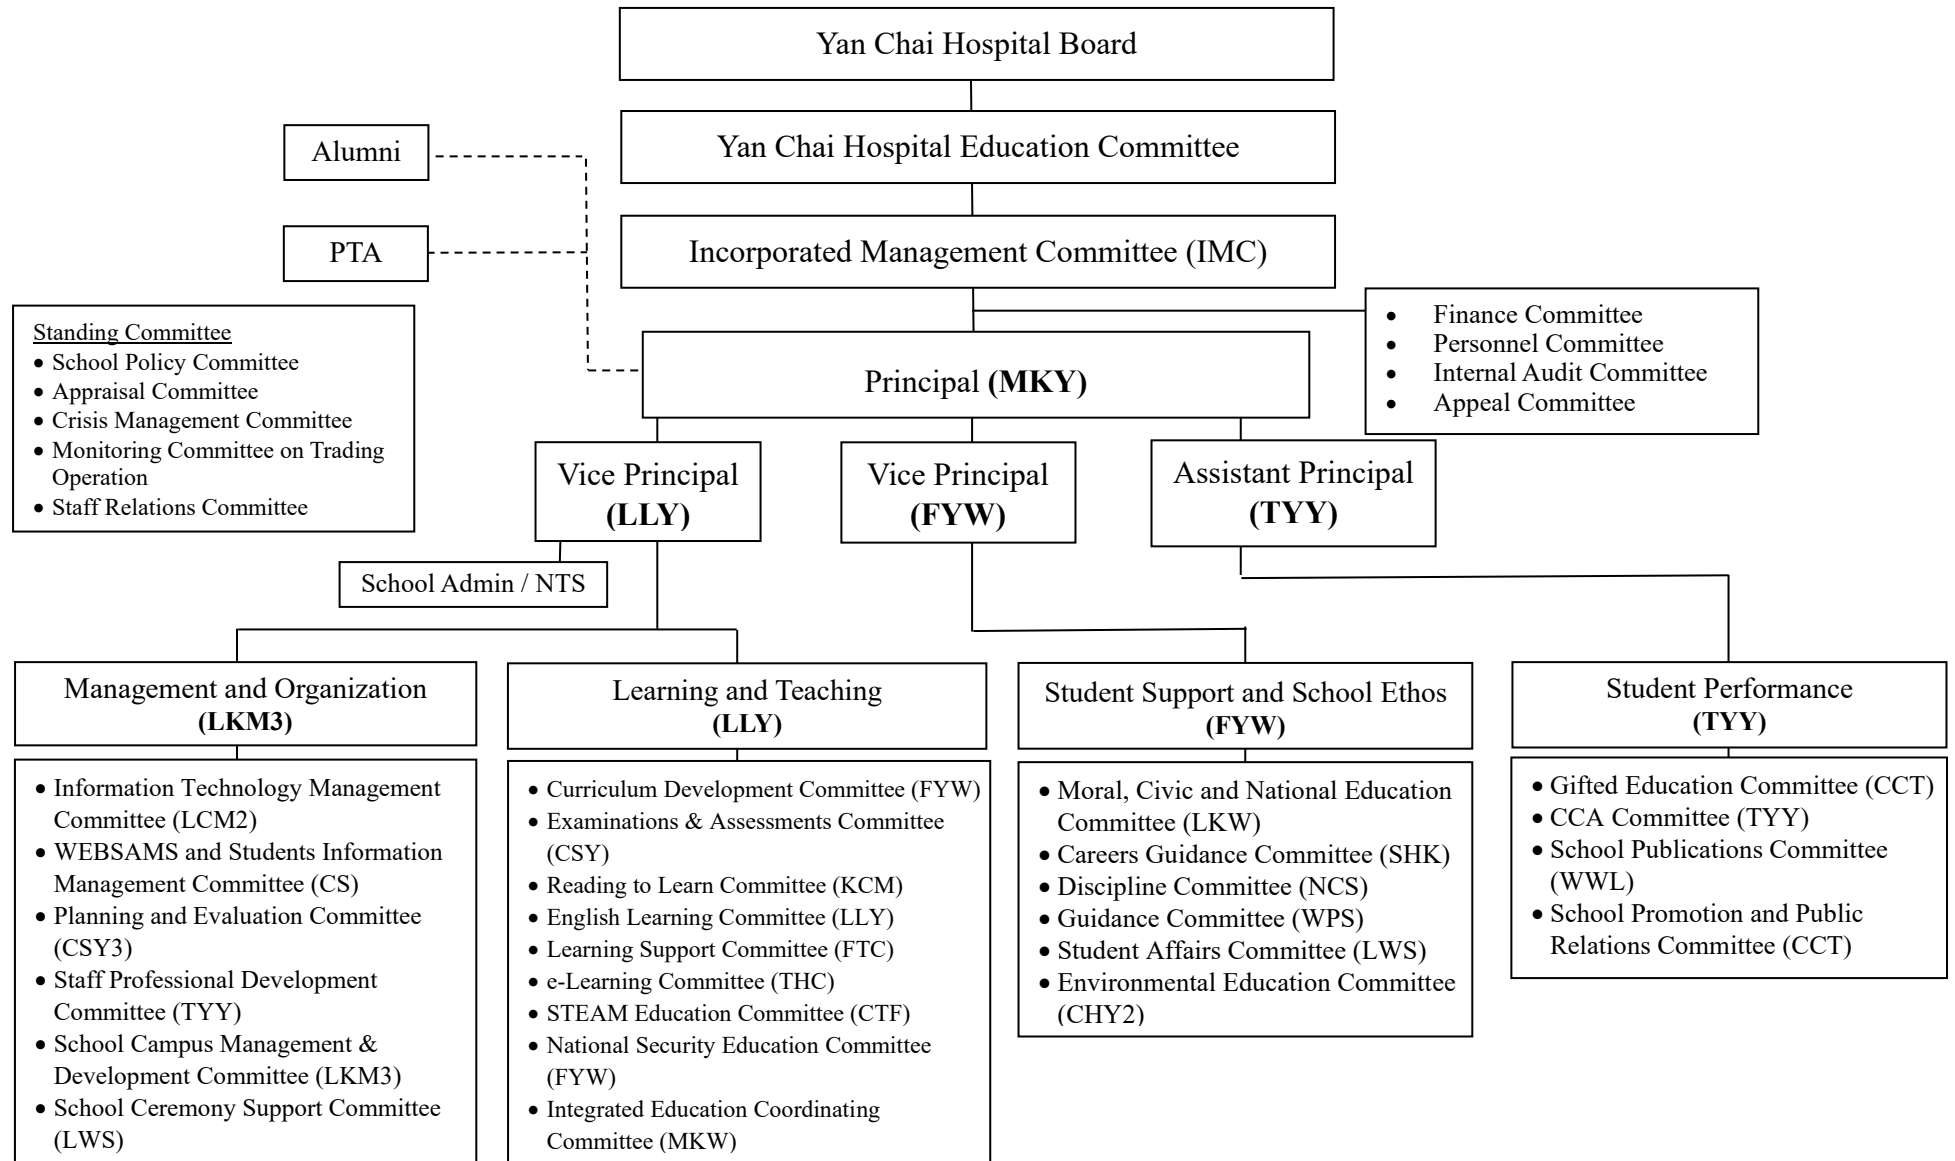 Yan Chai Hospital Board
Alumni
Yan Chai Hospital Education Committee
PTA
Incorporated Management Committee (IMC)
Standing Committee
• School Policy Committee
• Appraisal Committee
• Crisis Management Committee
• Monitoring Committee on Trading
Operation
• Staff Relations Committee
• Finance Committee
• Personnel Committee
• Internal Audit Committee
• Appeal Committee
Principal (MKY)
Vice Principal
(LLY)
Vice Principal
(FYW)
Assistant Principal
(TYY)
School Admin / NTS
Management and Organization
(LKM3)
• Information Technology Management
Committee (LCM2)
• WEBSAMS and Students Information
Management Committee (CS)
• Planning and Evaluation Committee
(CSY3)
• Staff Professional Development
Committee (TYY)
• School Campus Management &
Development Committee (LKM3)
• School Ceremony Support Committee
(LWS)
Learning and Teaching
(LLY)
• Curriculum Development Committee (FYW)
• Examinations & Assessments Committee
(CSY)
• Reading to Learn Committee (KCM)
• English Learning Committee (LLY)
• Learning Support Committee (FTC)
• e-Learning Committee (THC)
• STEAM Education Committee (CTF)
• National Security Education Committee
(FYW)
• Integrated Education Coordinating
Committee (MKW)
Student Support and School Ethos
(FYW)
• Moral, Civic and National Education
Committee (LKW)
• Careers Guidance Committee (SHK)
• Discipline Committee (NCS)
• Guidance Committee (WPS)
• Student Affairs Committee (LWS)
• Environmental Education Committee
(CHY2)
Student Performance
(TYY)
• Gifted Education Committee (CCT)
• CCA Committee (TYY)
• School Publications Committee
(WWL)
• School Promotion and Public
Relations Committee (CCT)